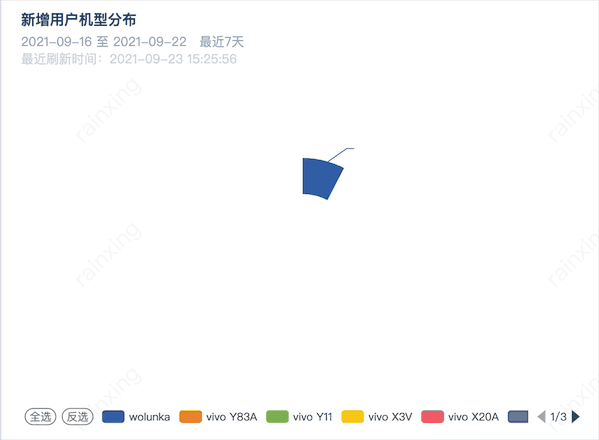 新增用户机型分布
2021-09-16 至 2021-09-22 最近7天
最近刷新时间：2021-09-23 15:25:56
rainxing rainxing
rainxing rainxing
rainxing rainxing
全选 反选 wolunka vivo Y83A vivo Y11 vivo X3V vivo X20A 1/3